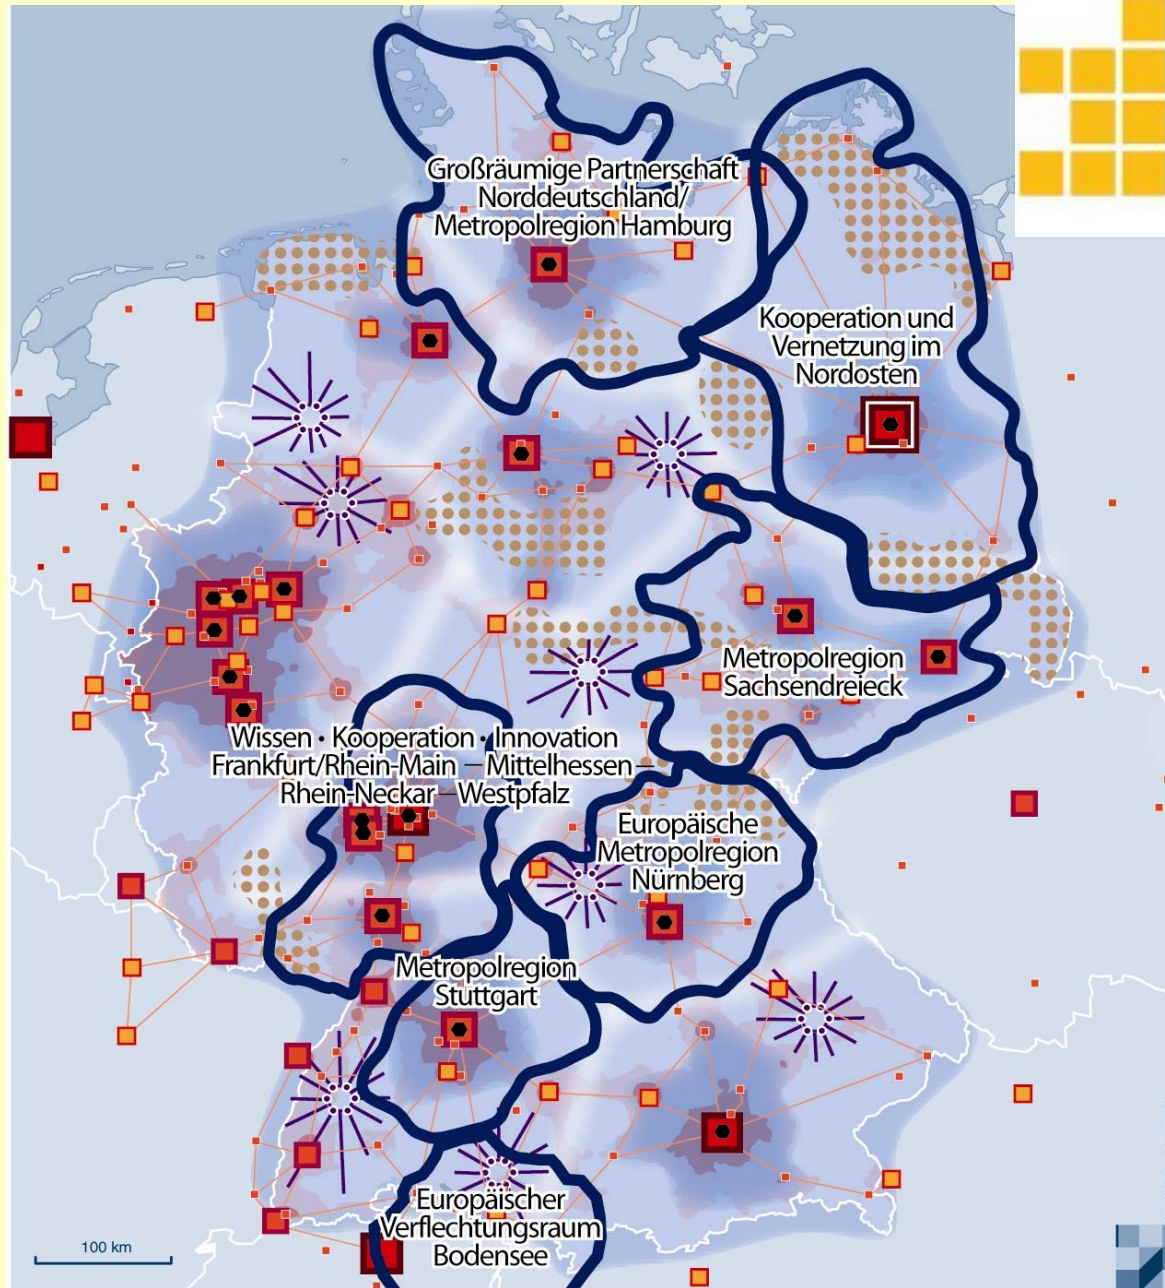 Großräumige Partnerschaft
Norddeutschland/
Metropolregion Hamburg
Kooperation und
Vernetzung im
Nordosten
Metropolregion
Sachsendreieck
Wissen · Kooperation · Innovation
Frankfurt/Rhein-Main – Mittelhessen –
Rhein-Neckar – Westpfalz
Europäische
Metropolregion
Nürnberg
Metropolregion
Stuttgart
Europäischer
Verflechtungsraum
Bodensee
100 km